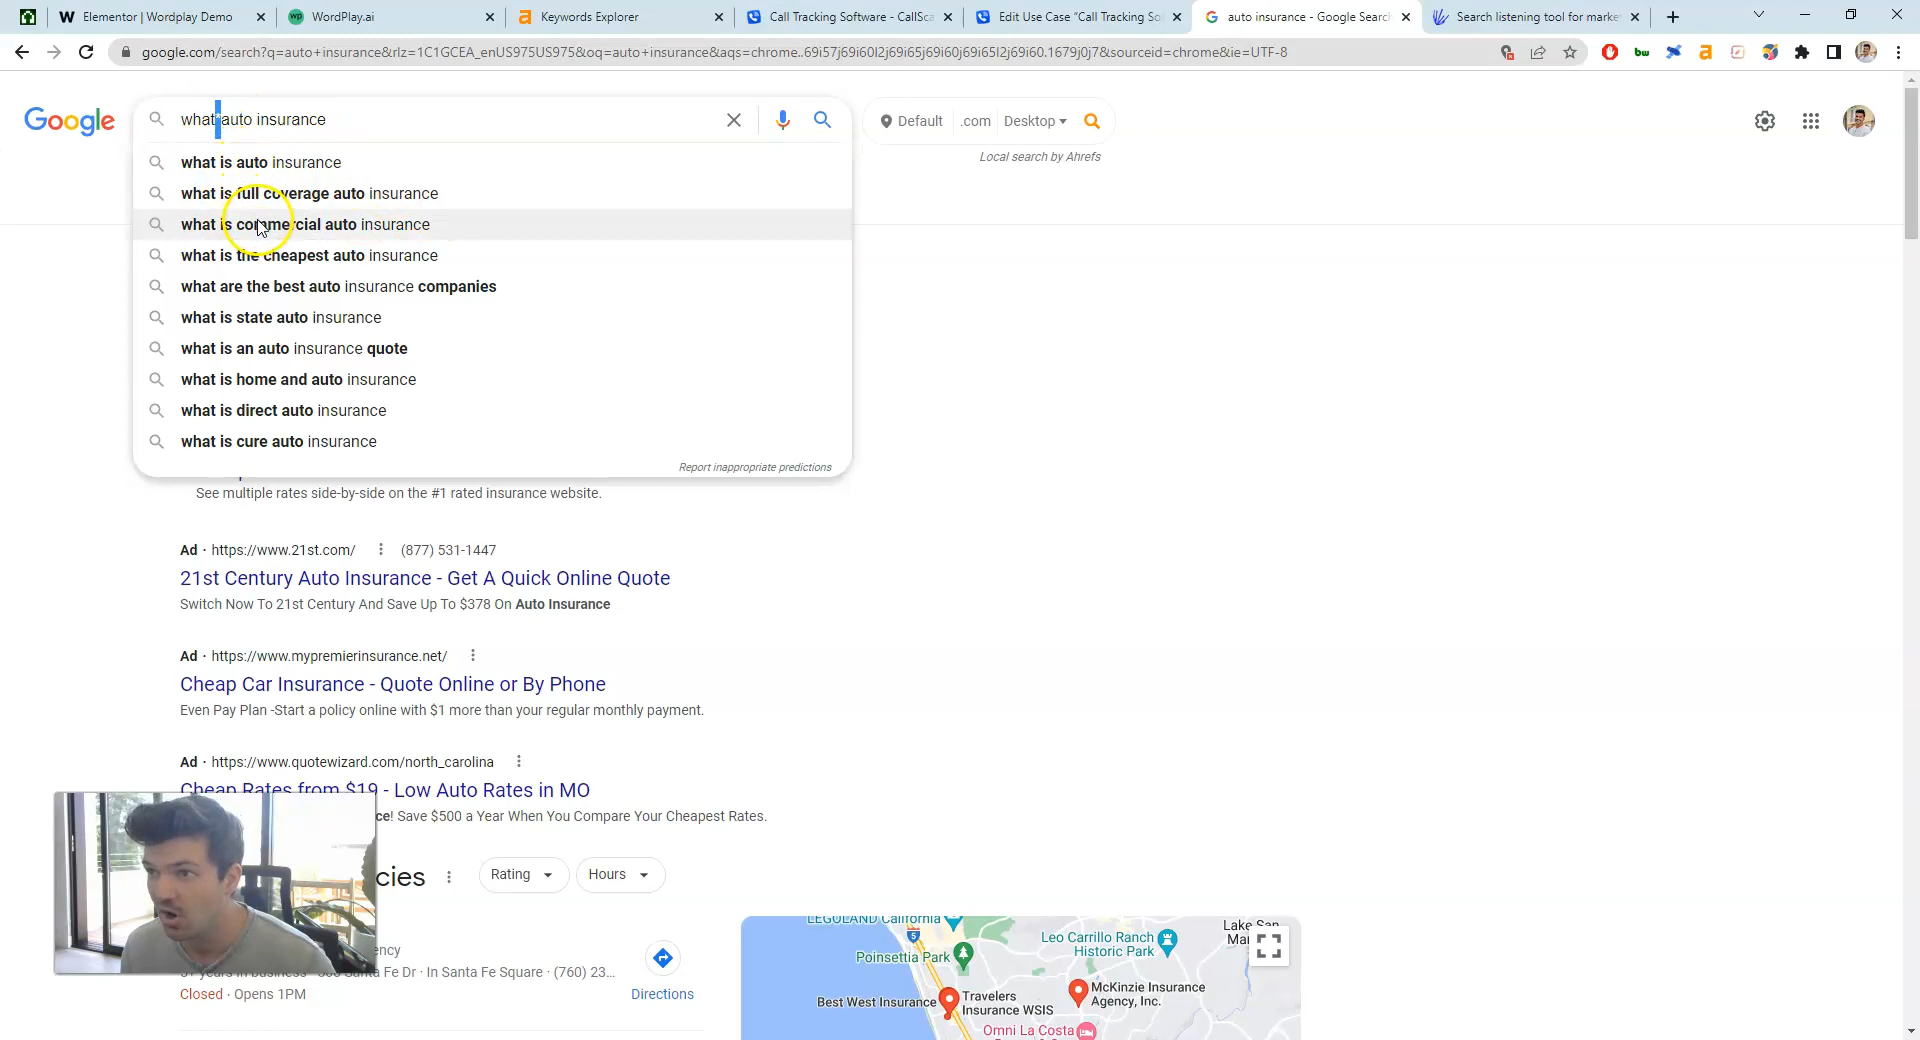 Elementor | Wordplay Demo
WordPlay.ai
Keywords Explorer
Call Tracking Software - CallSca
Edit Use Case "Call Tracking So
auto insurance - Google Search
Search listening tool for marke
google.com/search?q=auto+insurance&rlz=1C1GCEA_enUS975US975&oq=auto+insurance&aqs=chrome..69i57j69i60l2j69i65j69i60j69i65l2j69i60.1679j0j7&sourceid=chrome&ie=UTF-8
Google
what auto insurance
Default .com Desktop
Local search by Ahrefs
what is auto insurance
what is full coverage auto insurance
what is commercial auto insurance
what is the cheapest auto insurance
what are the best auto insurance companies
what is state auto insurance
what is an auto insurance quote
what is home and auto insurance
what is direct auto insurance
what is cure auto insurance
Report inappropriate predictions
See multiple rates side-by-side on the #1 rated insurance website.
Ad · https://www.21st.com/ (877) 531-1447
21st Century Auto Insurance - Get A Quick Online Quote
Switch Now To 21st Century And Save Up To $378 On Auto Insurance
Ad · https://www.mypremierinsurance.net/
Cheap Car Insurance - Quote Online or By Phone
Even Pay Plan -Start a policy online with $1 more than your regular monthly payment.
Ad · https://www.quotewizard.com/north_carolina
Cheap Rates from $19 - Low Auto Rates in MO
ce! Save $500 a Year When You Compare Your Cheapest Rates.
cies
Rating
Hours
ency
Santa Fe Dr · In Santa Fe Square · (760) 23...
Closed · Opens 1PM
Directions
LEGOLAND California
5
Poinsettia Park
Leo Carrillo Ranch
Historic Park
Lake San
Mar
Best West Insurance
Travelers
Insurance WSIS
McKinzie Insurance
Agency, Inc.
Omni La Costa